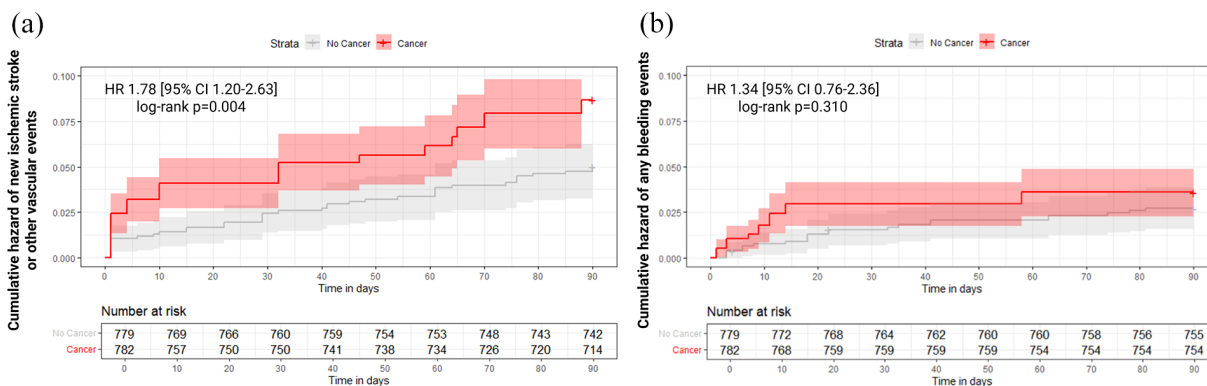 (a)
Strata No Cancer Cancer
Cumulative hazard of new ischemic stroke
or other vascular events
0.100
0.075
0.050
0.025
0.000
HR 1.78 [95% CI 1.20-2.63]
log-rank p=0.004
0 10 20 30 40 50 60 70 80 90
Time in days
Number at risk
No Cancer 779 769 766 760 759 754 753 748 743 742
Cancer 782 757 750 750 741 738 734 726 720 714
0 10 20 30 40 50 60 70 80 90
Time in days
(b)
Strata No Cancer Cancer
Cumulative hazard of any bleeding events
0.100
0.075
0.050
0.025
0.000
HR 1.34 [95% CI 0.76-2.36]
log-rank p=0.310
0 10 20 30 40 50 60 70 80 90
Time in days
Number at risk
No Cancer 779 772 768 764 762 760 760 758 756 755
Cancer 782 768 759 759 759 759 754 754 754 754
0 10 20 30 40 50 60 70 80 90
Time in days